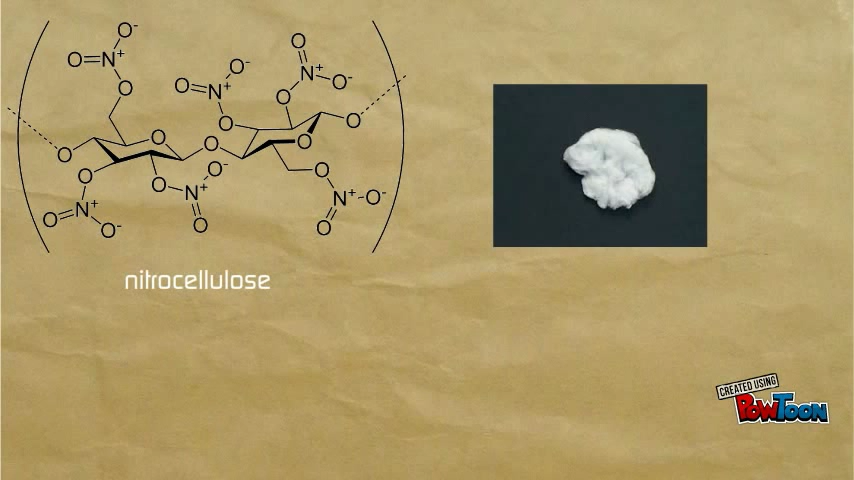 nitrocellulose
O⁻
O=N⁺
O
O
O⁻
O=N⁺
O⁻
N⁺
O
O
O
O
O
O
O
O
O⁻
O
O
O
N⁺
N⁺
O⁻
O=N⁺
O⁻
O
O
CREATED USING
POWTOON